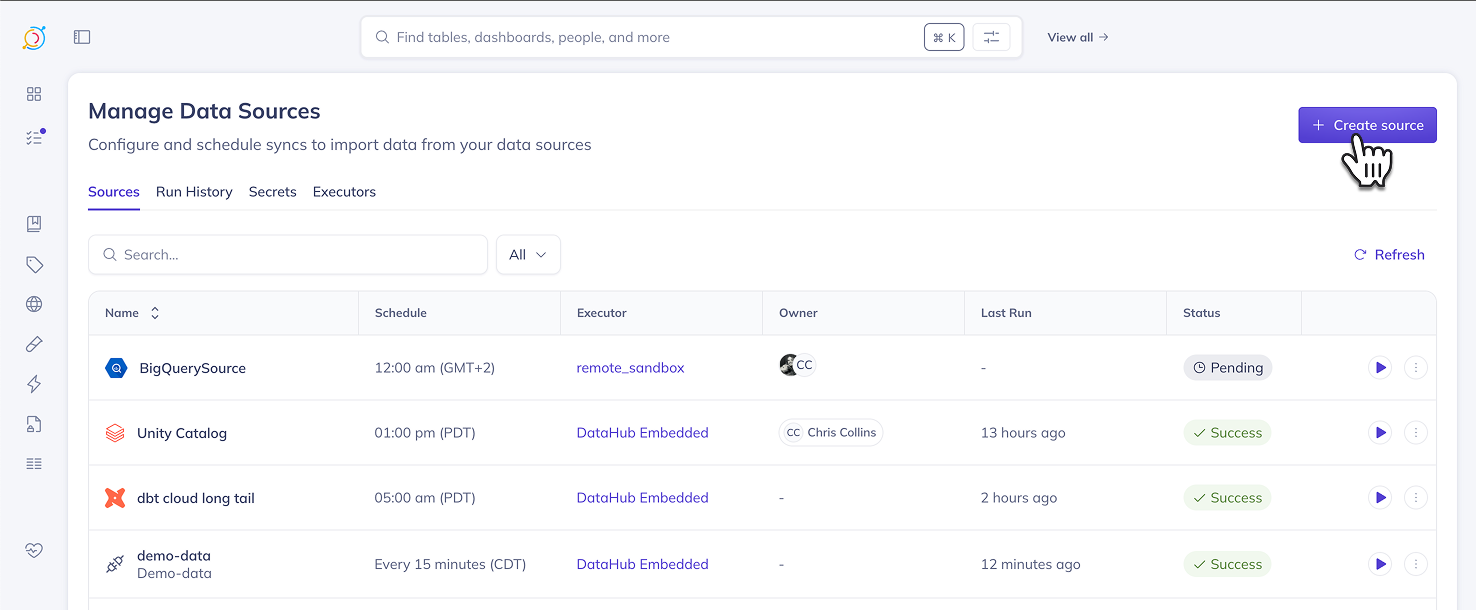 Find tables, dashboards, people, and more ⌘ K View all →
Manage Data Sources
+ Create source
Configure and schedule syncs to import data from your data sources
Sources Run History Secrets Executors
Search... All Refresh
Name Schedule Executor Owner Last Run Status
BigQuerySource 12:00 am (GMT+2) remote_sandbox CC - Pending
Unity Catalog 01:00 pm (PDT) DataHub Embedded CC Chris Collins 13 hours ago Success
dbt cloud long tail 05:00 am (PDT) DataHub Embedded - 2 hours ago Success
demo-data Every 15 minutes (CDT) DataHub Embedded - 12 minutes ago Success
Demo-data